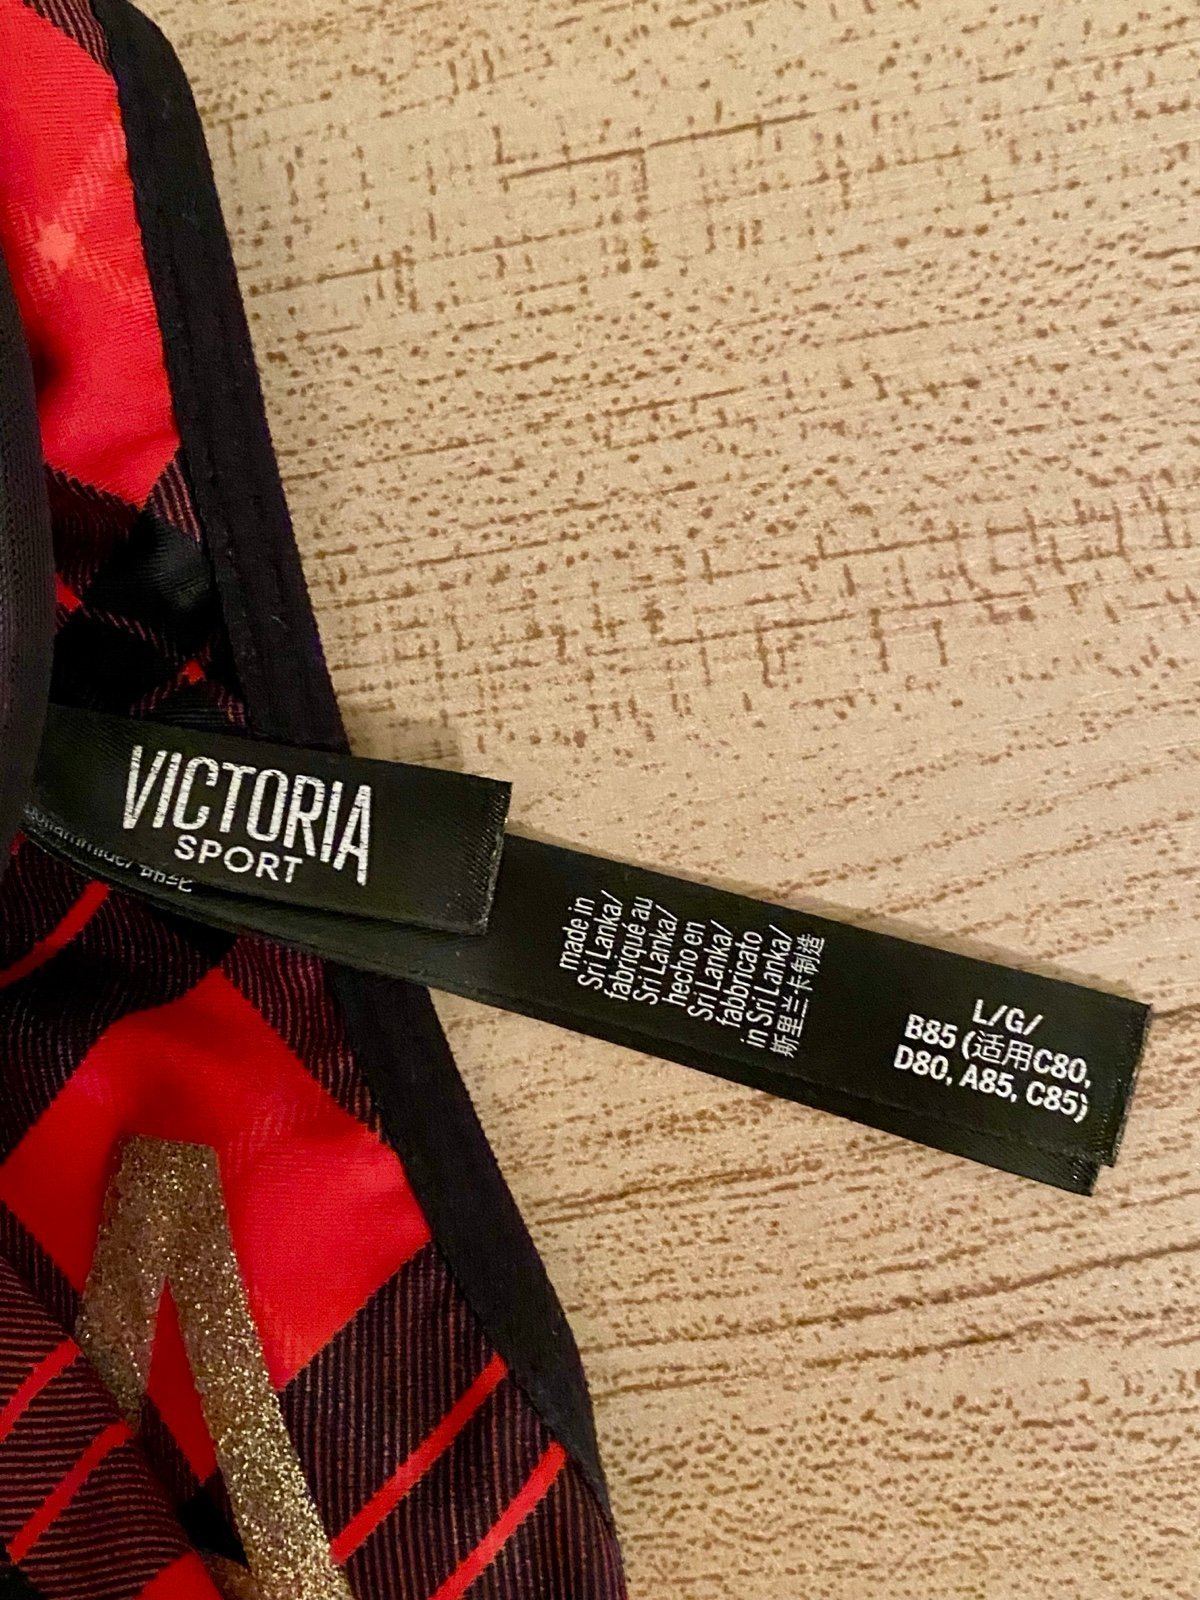 VICTORIA
SPORT
made in
Sri Lanka/
fabriqué au
Sri Lanka/
hecho en
Sri Lanka/
fabbricato
in Sri Lanka/
斯里兰卡制造
L/G/
B85 (适用C80,
D80, A85, C85)